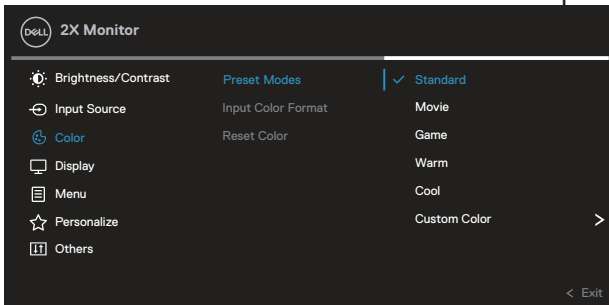 DELL 2X Monitor
Brightness/Contrast Preset Modes Standard
Input Source Input Color Format Movie
Color Reset Color Game
Display Warm
Menu Cool
Personalize Custom Color >
Others
< Exit